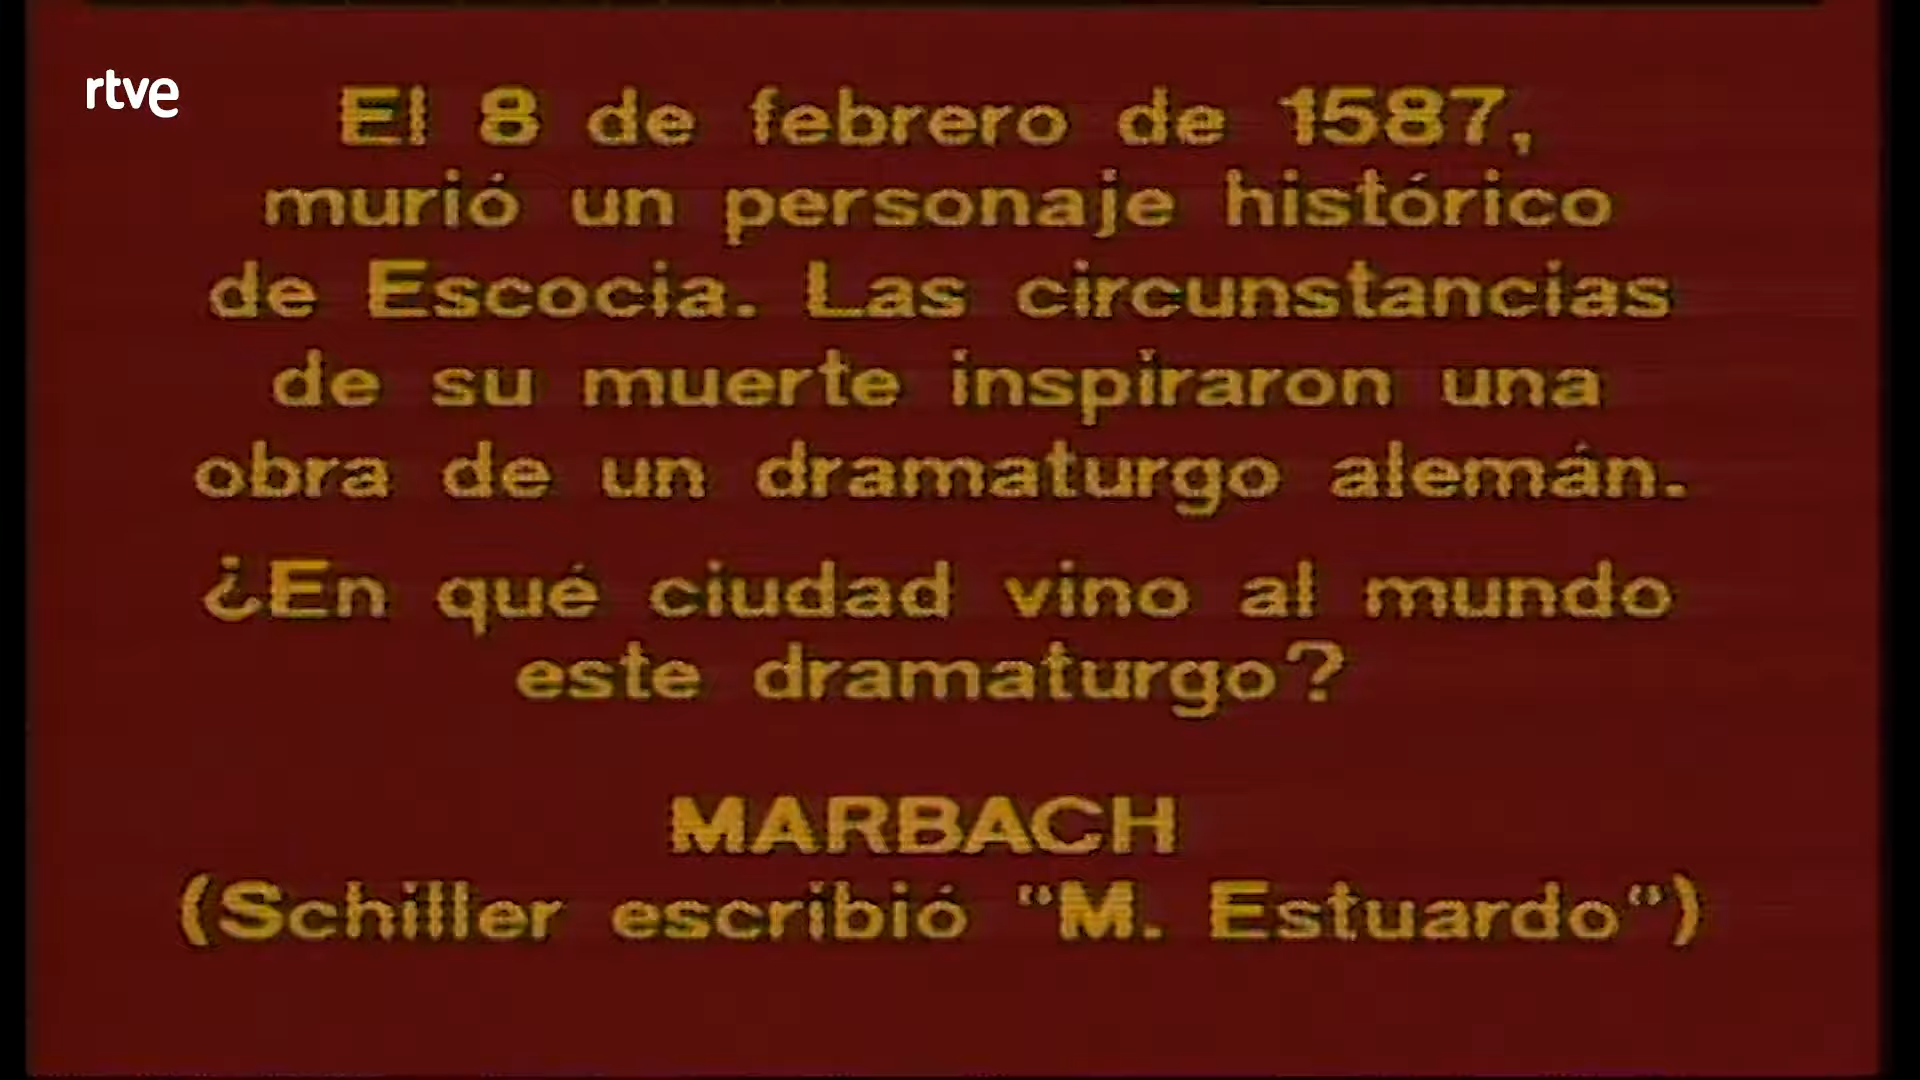 rtve
El 8 de febrero de 1587,
murió un personaje histórico
de Escocia. Las circunstancias
de su muerte inspiraron una
obra de un dramaturgo alemán.
¿En qué ciudad vino al mundo
este dramaturgo?
MARBACH
(Schiller escribió "M. Estuardo")